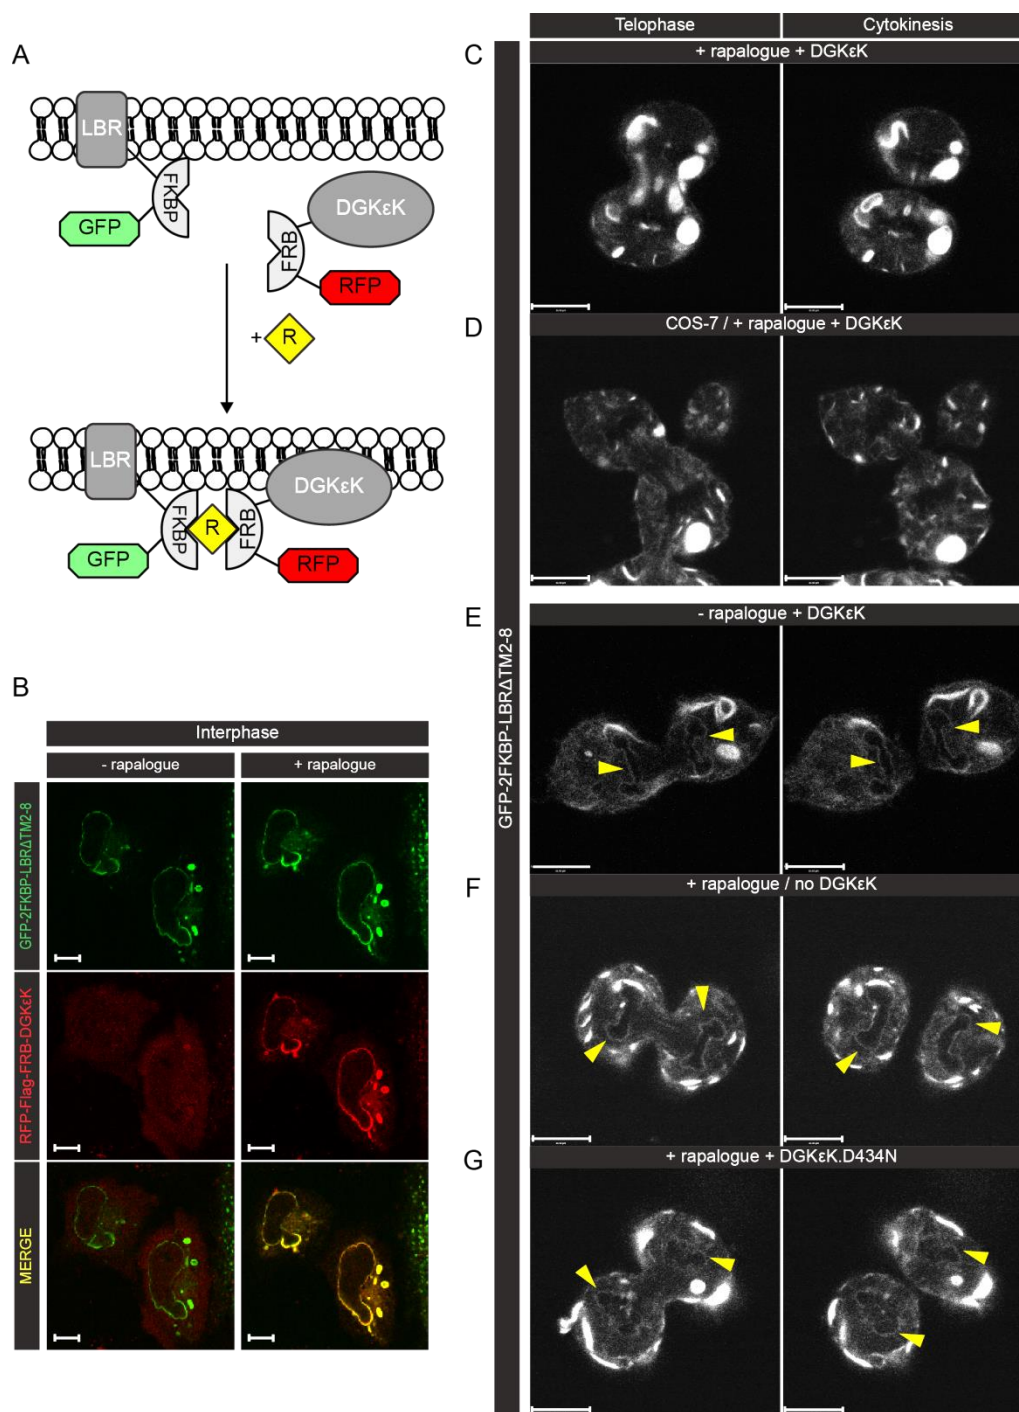 A
LBR
FKBP
GFP
DGKεK
FRB
RFP
+ R
LBR
DGKεK
FKBP
R
FRB
GFP
RFP
B
Interphase
- rapalogue
+ rapalogue
GFP-2FKBP-LBRΔTM2-8
RFP-Flag-FRB-DGKεK
MERGE
Telophase
Cytokinesis
GFP-2FKBP-LBRΔTM2-8
C
+ rapalogue + DGKεK
D
COS-7 / + rapalogue + DGKεK
E
- rapalogue + DGKεK
F
+ rapalogue / no DGKεK
G
+ rapalogue + DGKεK.D434N